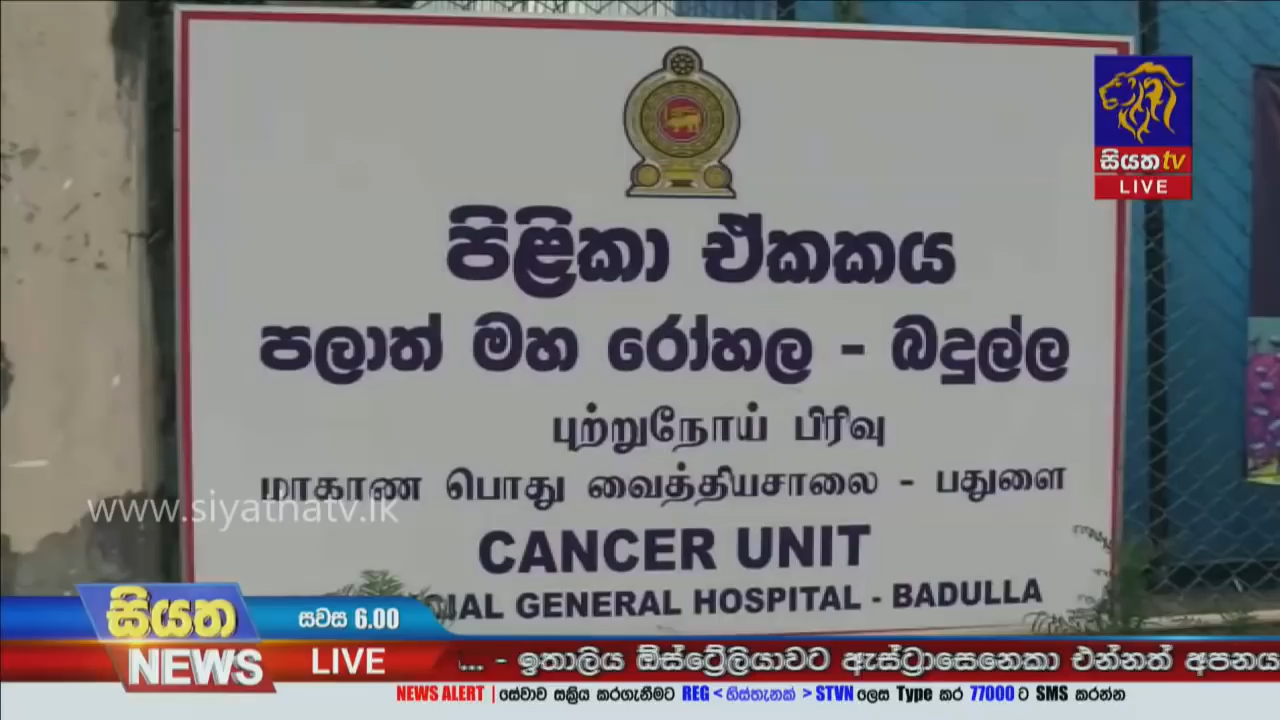 සියත tv
LIVE
පිළිකා ඒකකය
පලාත් මහ රෝහල - බදුල්ල
புற்றுநோய் பிரிவு
மாகாண பொது வைத்தியசாலை - பதுளை
www.siyathatv.lk
CANCER UNIT
GENERAL HOSPITAL - BADULLA
සියත
NEWS
සවස 6.00
LIVE
... - ඉතාලිය ඕස්ට්‍රේලියාවට ඇස්ට්‍රාසෙනෙකා එන්නත් අපනය
NEWS ALERT | සේවාව සක්‍රිය කරගැනීමට REG < හිස්තැනක් > STVN ලෙස Type කර 77000 ට SMS කරන්න